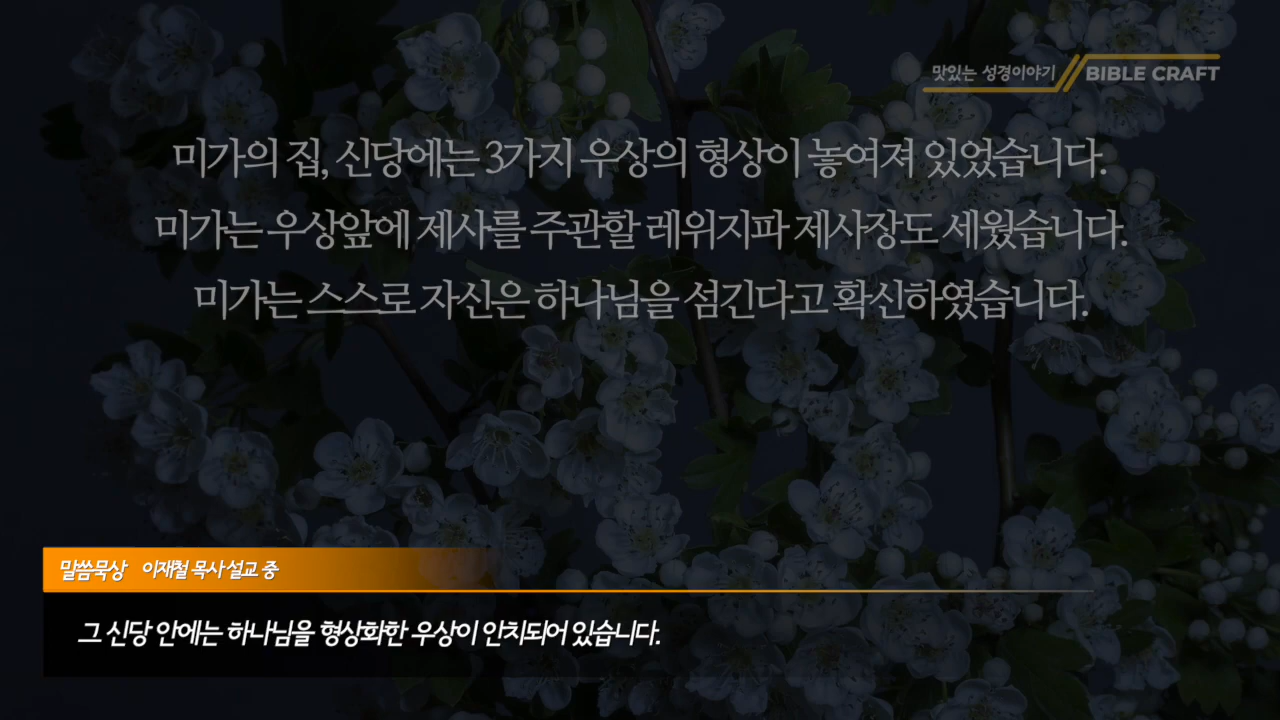 맛있는 성경이야기 BIBLE CRAFT
미가의 집, 신당에는 3가지 우상의 형상이 놓여져 있었습니다.
미가는 우상앞에 제사를 주관할 레위지파 제사장도 세웠습니다.
미가는 스스로 자신은 하나님을 섬긴다고 확신하였습니다.
말씀묵상 이재철 목사 설교 중
그 신당 안에는 하나님을 형상화한 우상이 안치되어 있습니다.